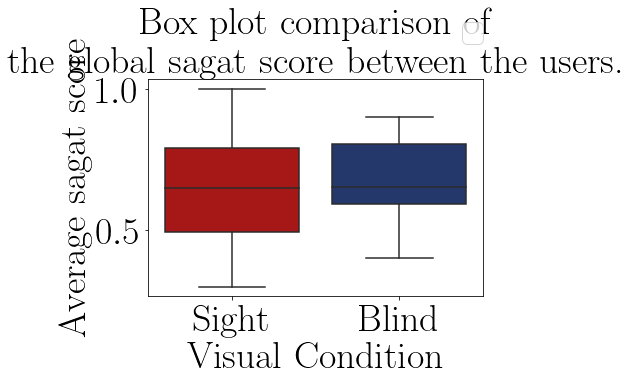 Box plot comparison of
the global sagat score between the users.
Average sagat score
1.0
0.5
Sight
Blind
Visual Condition